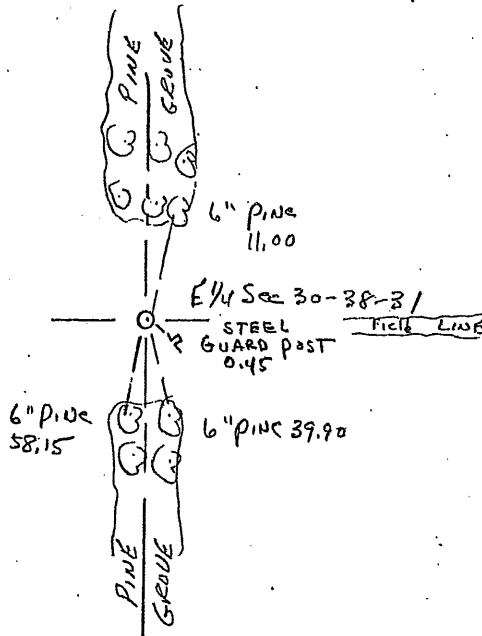 PINE
GROVE
6" PINE
11.00
E 1/4 Sec 30-38-31
STEEL
GUARD POST
0.45
FIELD LINE
6" PINE
58.15
6" PINE 39.90
PINE
GROVE